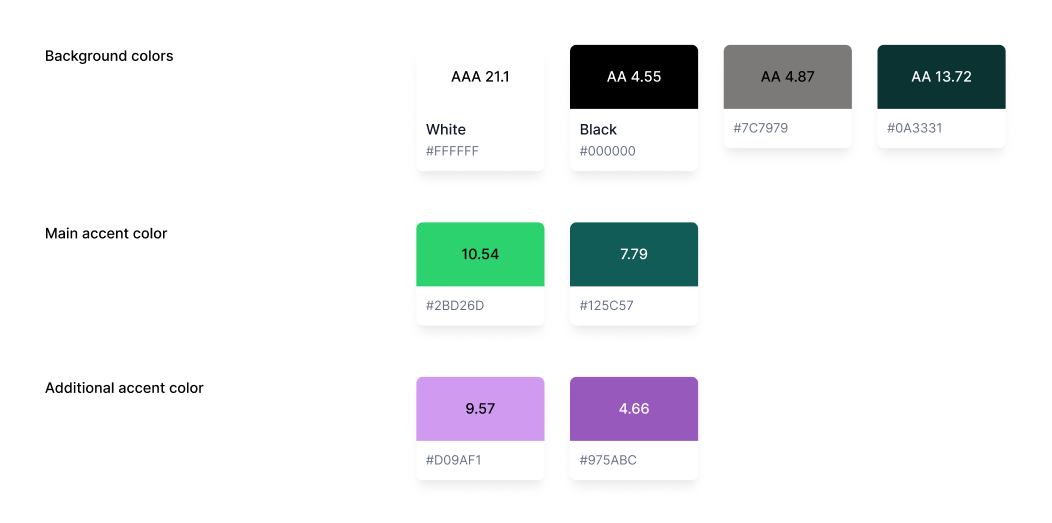 Background colors
AAA 21.1
AA 4.55
AA 4.87
AA 13.72
White
#FFFFFF
Black
#000000
#7C7979
#0A3331
Main accent color
10.54
7.79
#2BD26D
#125C57
Additional accent color
9.57
4.66
#D09AF1
#975ABC